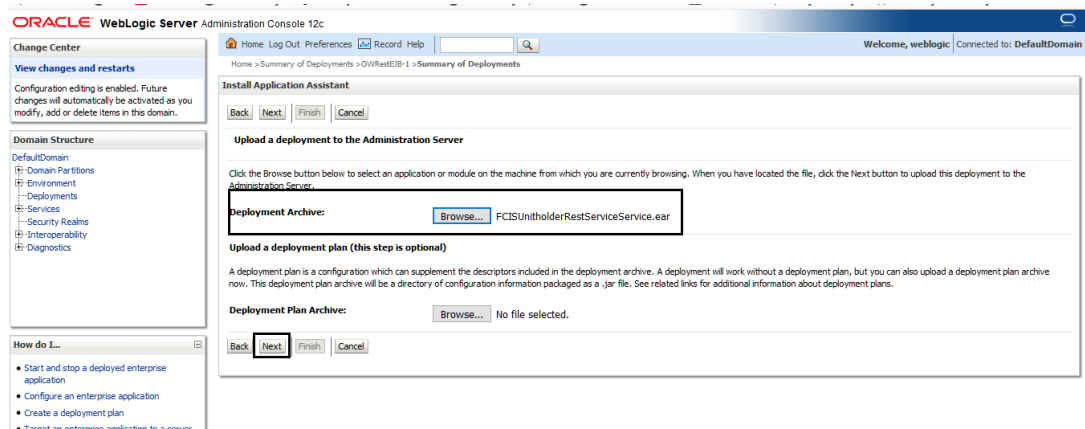 ORACLE WebLogic Server Administration Console 12c
Change Center
View changes and restarts
Configuration editing is enabled. Future
changes will automatically be activated as you
modify, add or delete items in this domain.
Domain Structure
DefaultDomain
Domain Partitions
Environment
Deployments
Services
Security Realms
Interoperability
Diagnostics
How do I...
Start and stop a deployed enterprise
application
Configure an enterprise application
Create a deployment plan
Target an enterprise application to a server
Home Log Out Preferences Record Help
Welcome, weblogic Connected to: DefaultDomain
Home >Summary of Deployments >GWRestEJB-1 >Summary of Deployments
Install Application Assistant
Back Next Finish Cancel
Upload a deployment to the Administration Server
Click the Browse button below to select an application or module on the machine from which you are currently browsing. When you have located the file, click the Next button to upload this deployment to the
Administration Server.
Deployment Archive: Browse... FCISUnitholderRestServiceService.ear
Upload a deployment plan (this step is optional)
A deployment plan is a configuration which can supplement the descriptors included in the deployment archive. A deployment will work without a deployment plan, but you can also upload a deployment plan archive
now. This deployment plan archive will be a directory of configuration information packaged as a .jar file. See related links for additional information about deployment plans.
Deployment Plan Archive: Browse... No file selected.
Back Next Finish Cancel